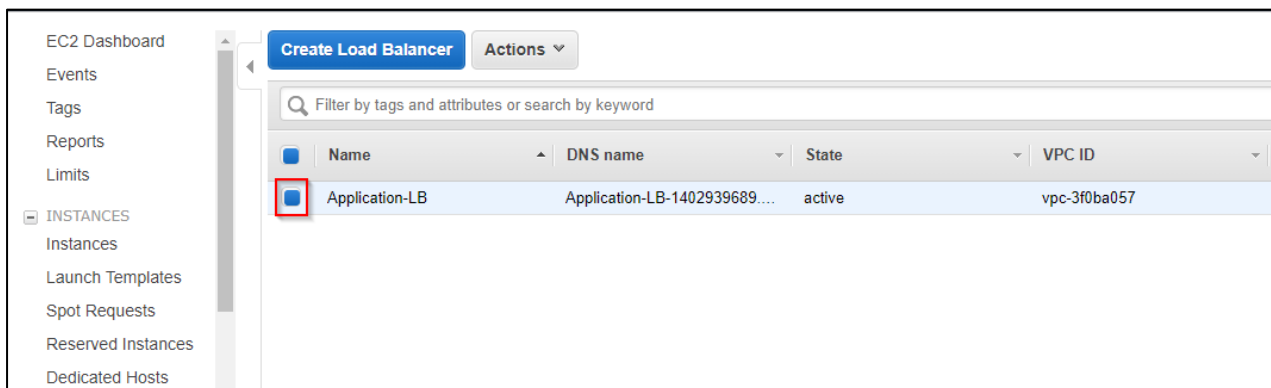 EC2 Dashboard
Events
Tags
Reports
Limits
INSTANCES
Instances
Launch Templates
Spot Requests
Reserved Instances
Dedicated Hosts
Create Load Balancer
Actions
Filter by tags and attributes or search by keyword
Name DNS name State VPC ID
Application-LB Application-LB-1402939689.... active vpc-3f0ba057